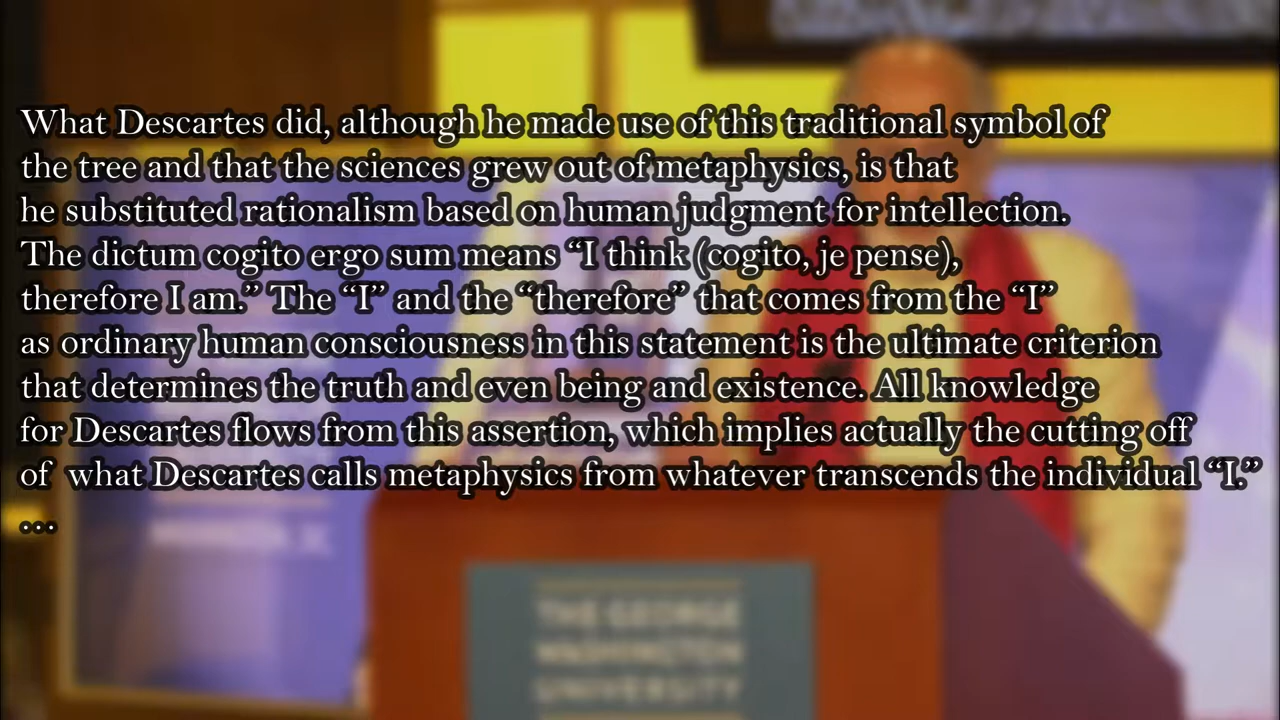 What Descartes did, although he made use of this traditional symbol of
the tree and that the sciences grew out of metaphysics, is that
he substituted rationalism based on human judgment for intellection.
The dictum cogito ergo sum means “I think (cogito, je pense),
therefore I am.” The “I” and the “therefore” that comes from the “I”
as ordinary human consciousness in this statement is the ultimate criterion
that determines the truth and even being and existence. All knowledge
for Descartes flows from this assertion, which implies actually the cutting off
of what Descartes calls metaphysics from whatever transcends the individual “I.”
...
THE GEORGE
WASHINGTON
UNIVERSITY